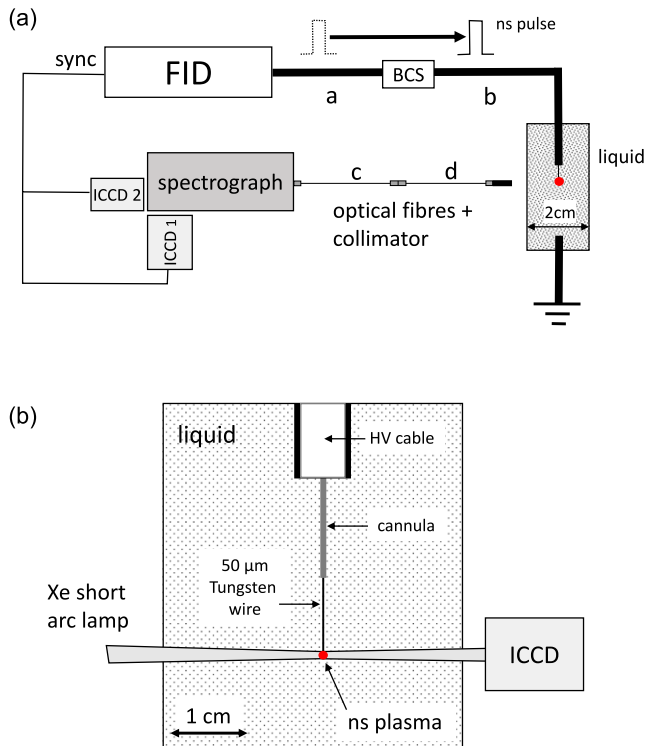 (a)
ns pulse
sync
FID
BCS
a
b
liquid
spectrograph
c
d
ICCD 2
optical fibres +
collimator
2cm
ICCD 1
(b)
liquid
HV cable
cannula
50 μm
Tungsten
wire
Xe short
arc lamp
ICCD
1 cm
ns plasma